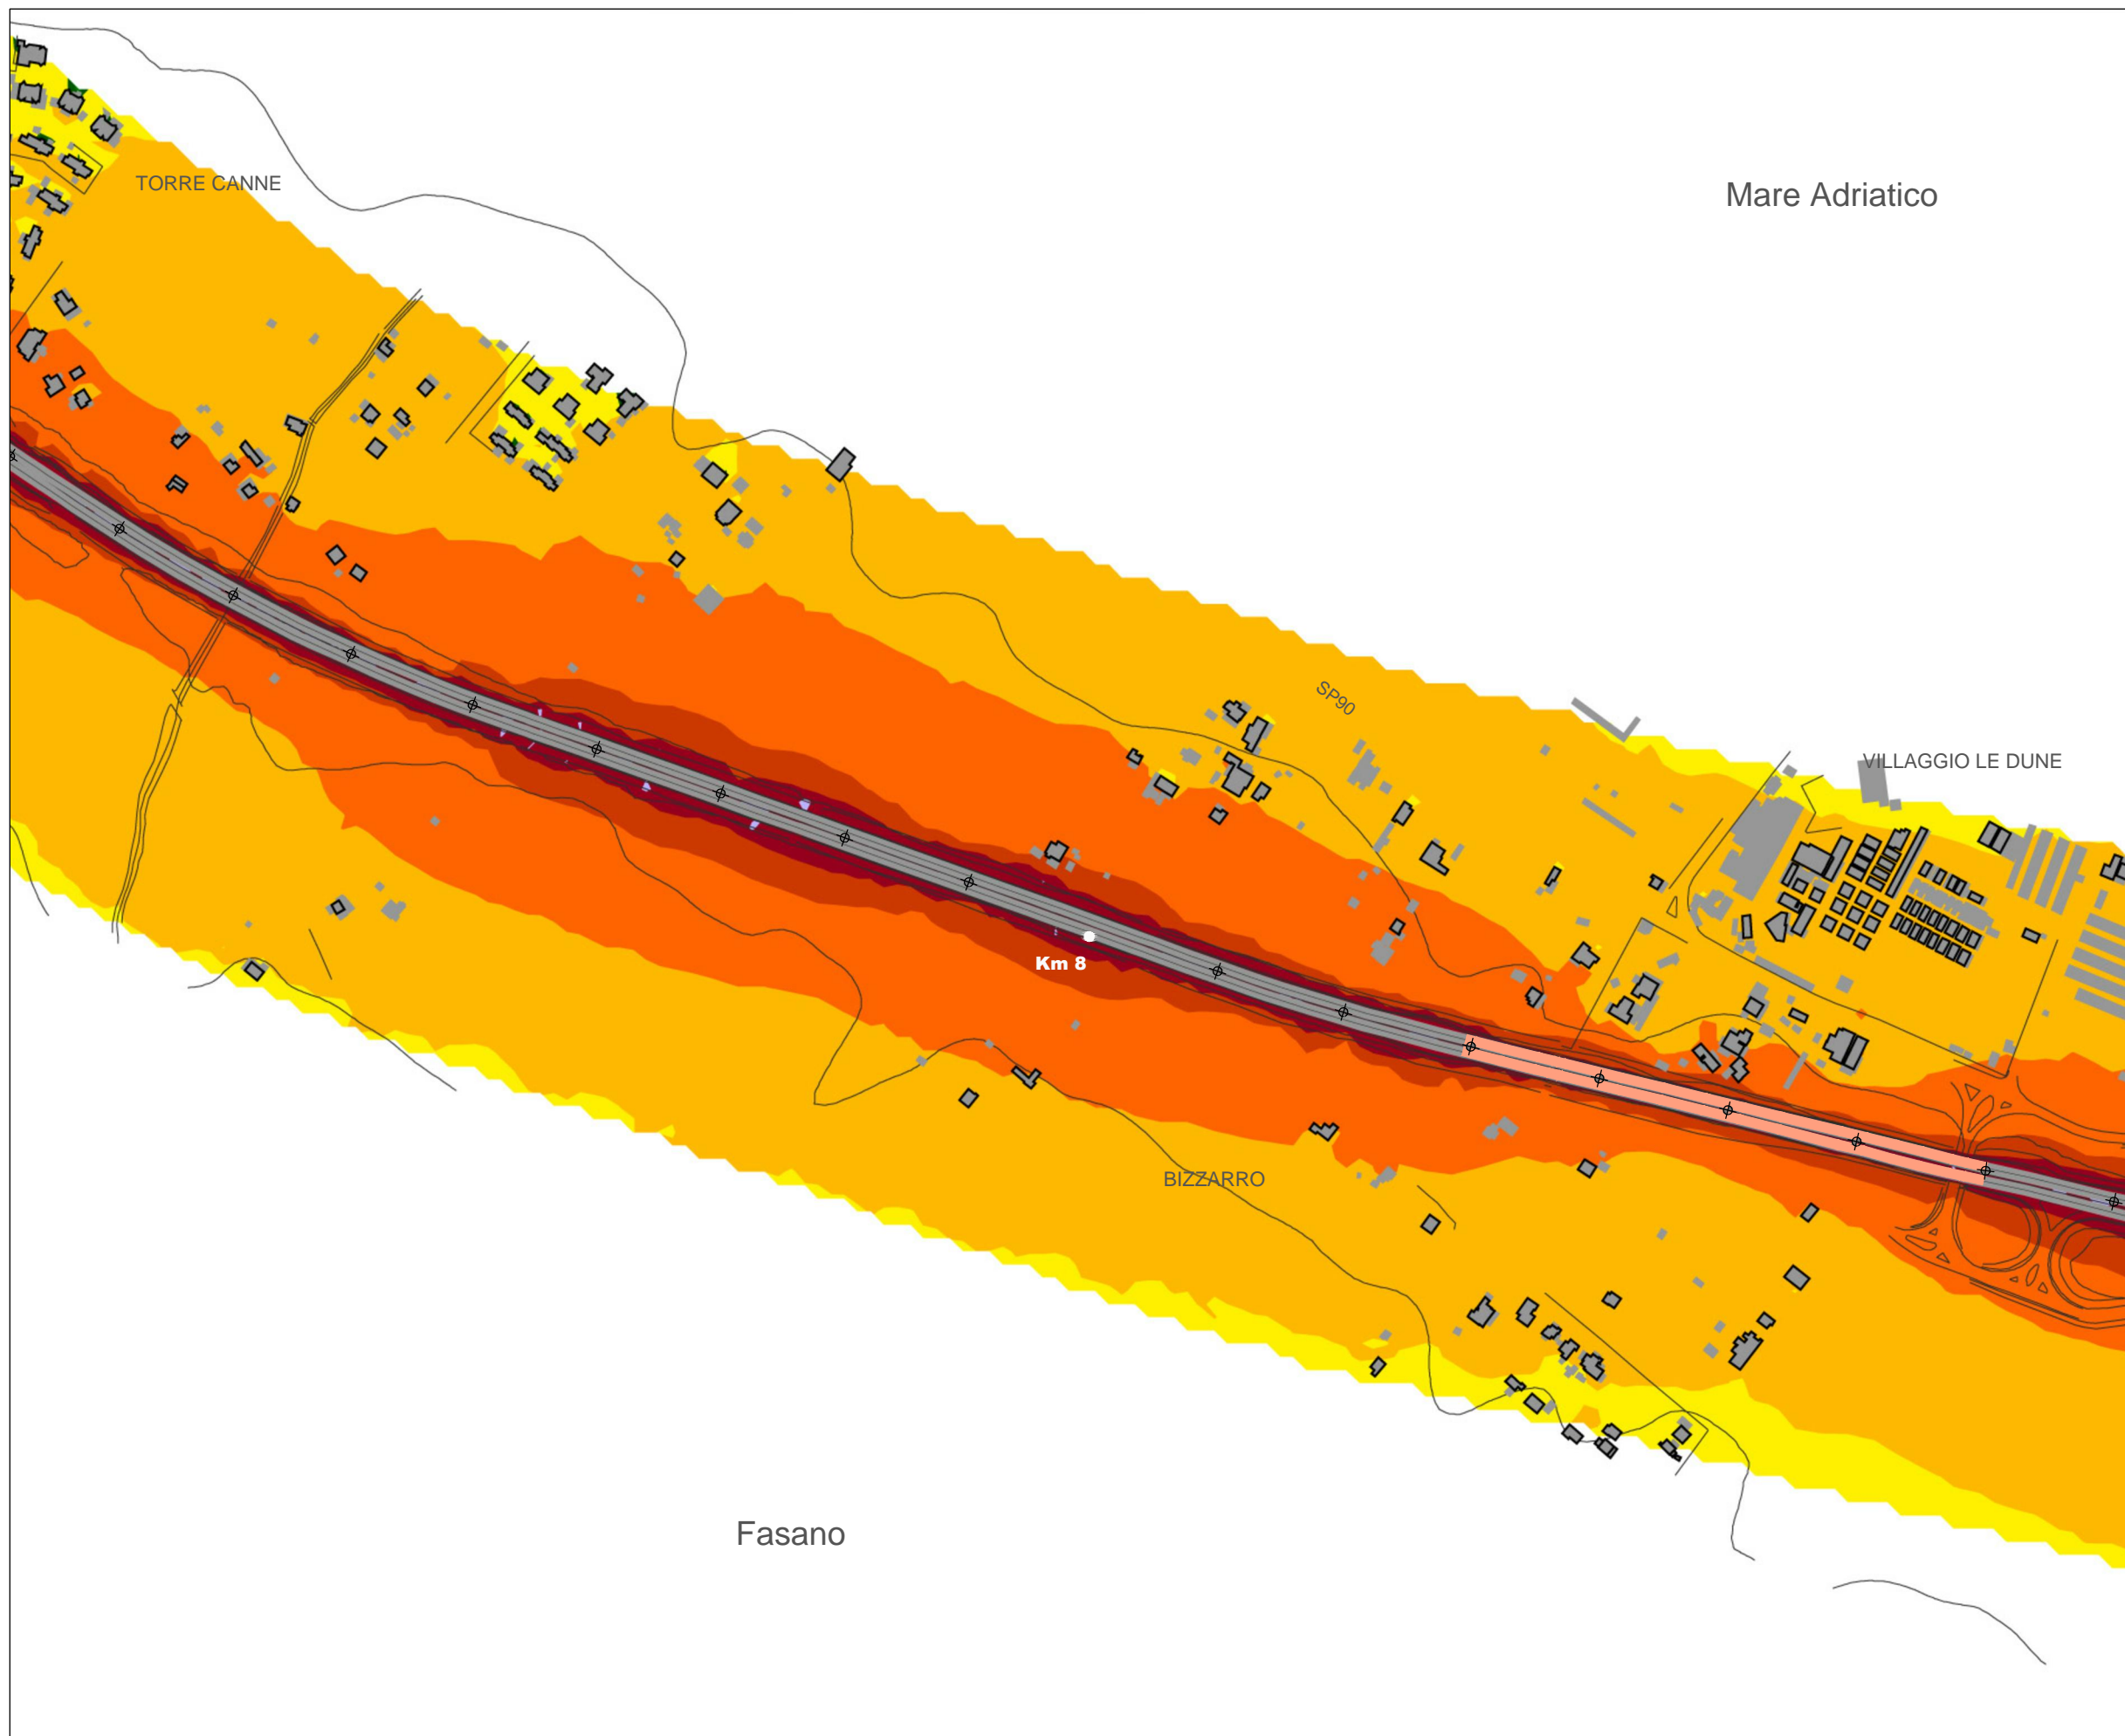 TORRE CANNE
Mare Adriatico
SP90
VILLAGGIO LE DUNE
Km 8
BIZZARRO
Fasano